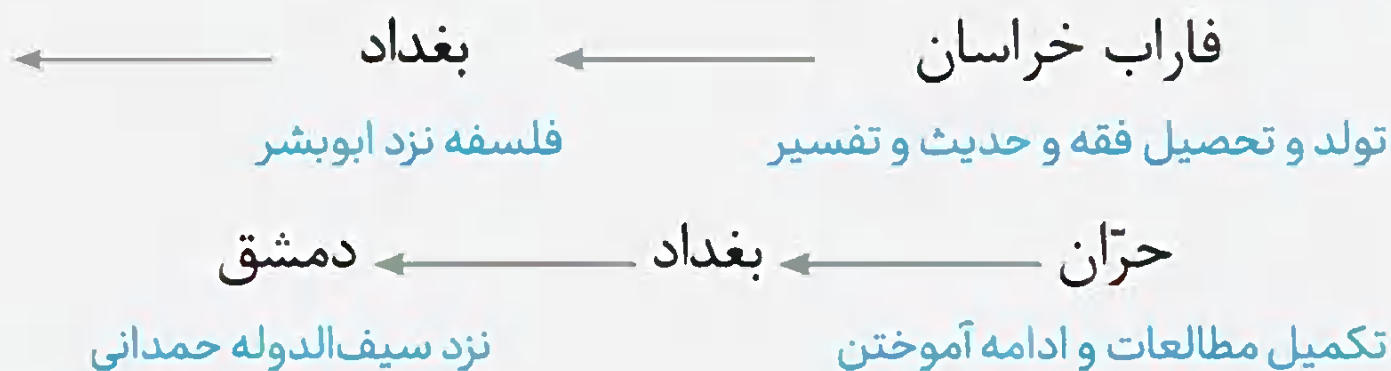 فاراب خراسان بغداد
تولد و تحصیل فقه و حدیث و تفسیر فلسفه نزد ابوبشر
حرّان بغداد دمشق
تکمیل مطالعات و ادامه آموختن نزد سیف‌الدوله حمدانی